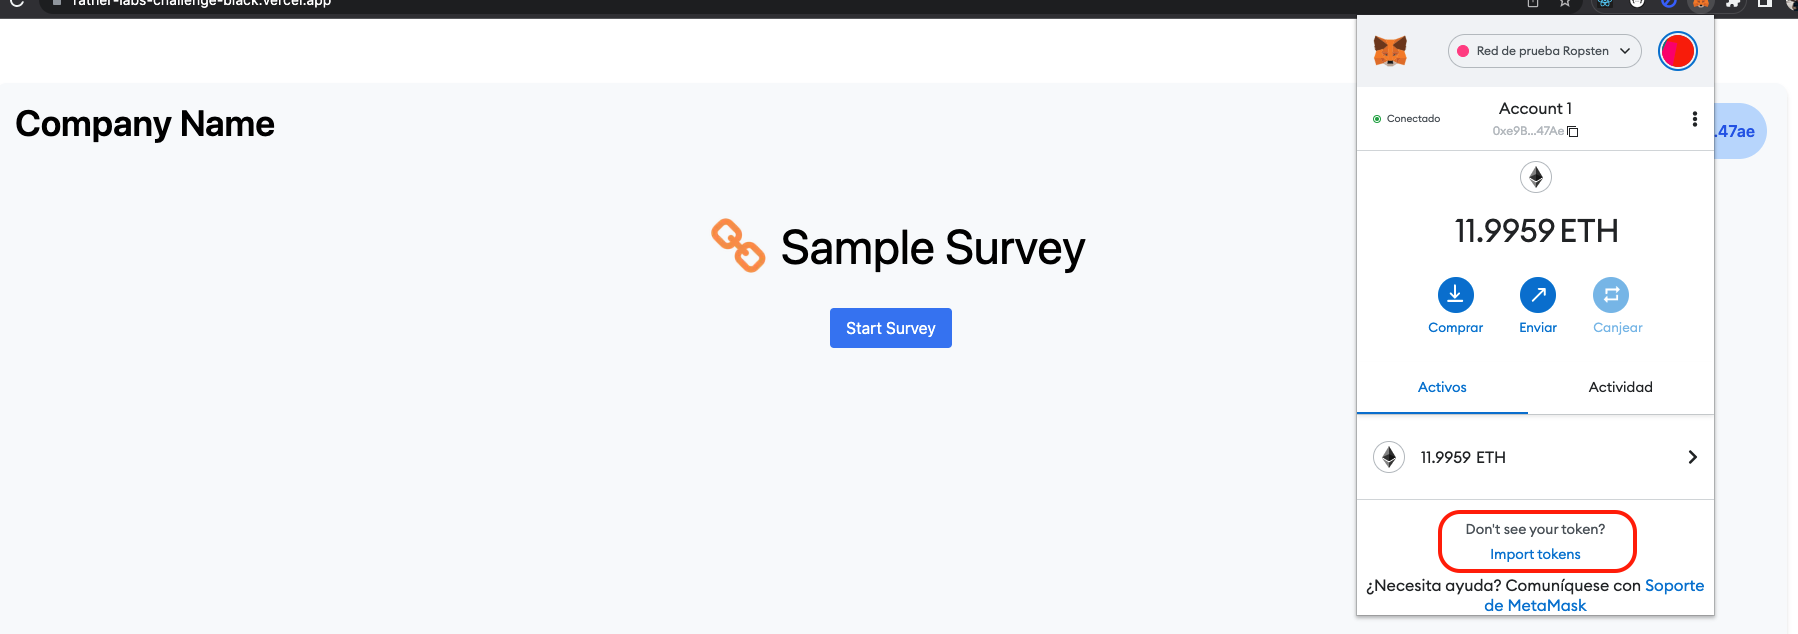 rather-labs-challenge-black.vercel.app
Company Name
Sample Survey
Start Survey
Red de prueba Ropsten
Conectado
Account 1
0xe9B...47Ae
.47ae
11.9959 ETH
Comprar
Enviar
Canjear
Activos
Actividad
11.9959 ETH
Don't see your token?
Import tokens
¿Necesita ayuda? Comuníquese con Soporte
de MetaMask